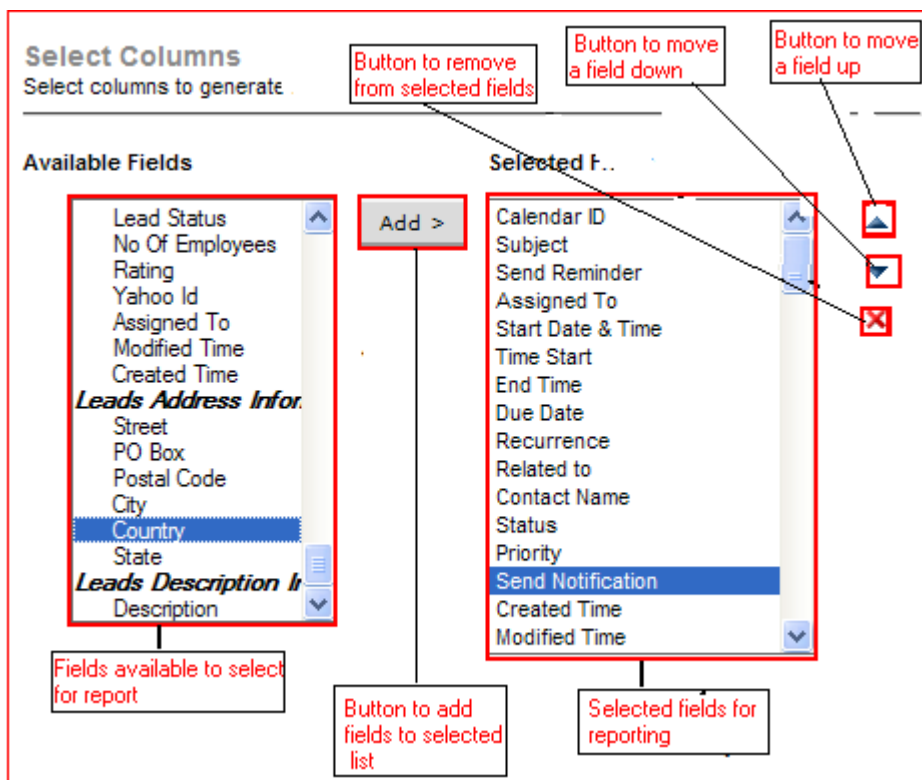 Select Columns
Select columns to generate
Button to remove
from selected fields
Button to move
a field down
Button to move
a field up
Available Fields
Selected F
Lead Status
No Of Employees
Rating
Yahoo Id
Assigned To
Modified Time
Created Time
Leads Address Infor
Street
PO Box
Postal Code
City
Country
State
Leads Description In
Description
Add >
Calendar ID
Subject
Send Reminder
Assigned To
Start Date & Time
Time Start
End Time
Due Date
Recurrence
Related to
Contact Name
Status
Priority
Send Notification
Created Time
Modified Time
Fields available to select
for report
Button to add
fields to selected
list
Selected fields for
reporting